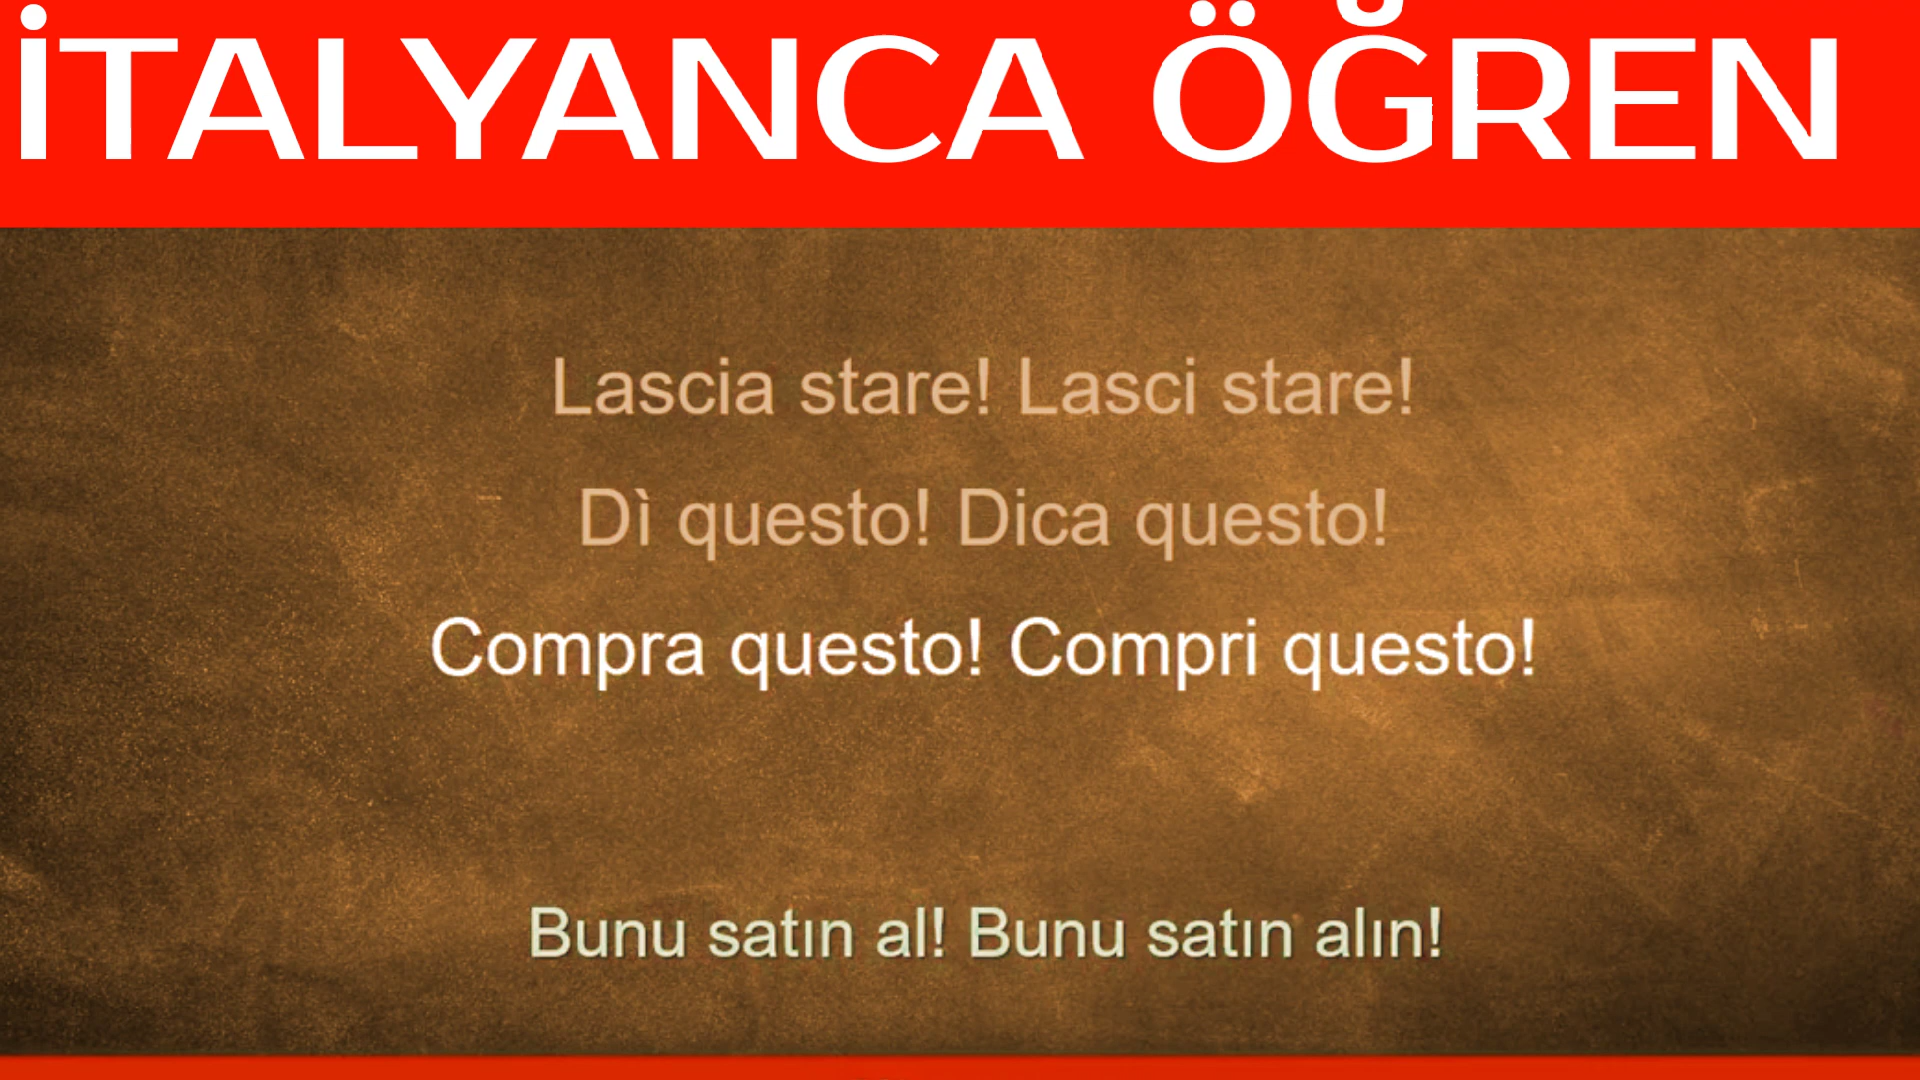 İTALYANCA ÖĞREN
Lascia stare! Lasci stare!
Dì questo! Dica questo!
Compra questo! Compri questo!
Bunu satın al! Bunu satın alın!